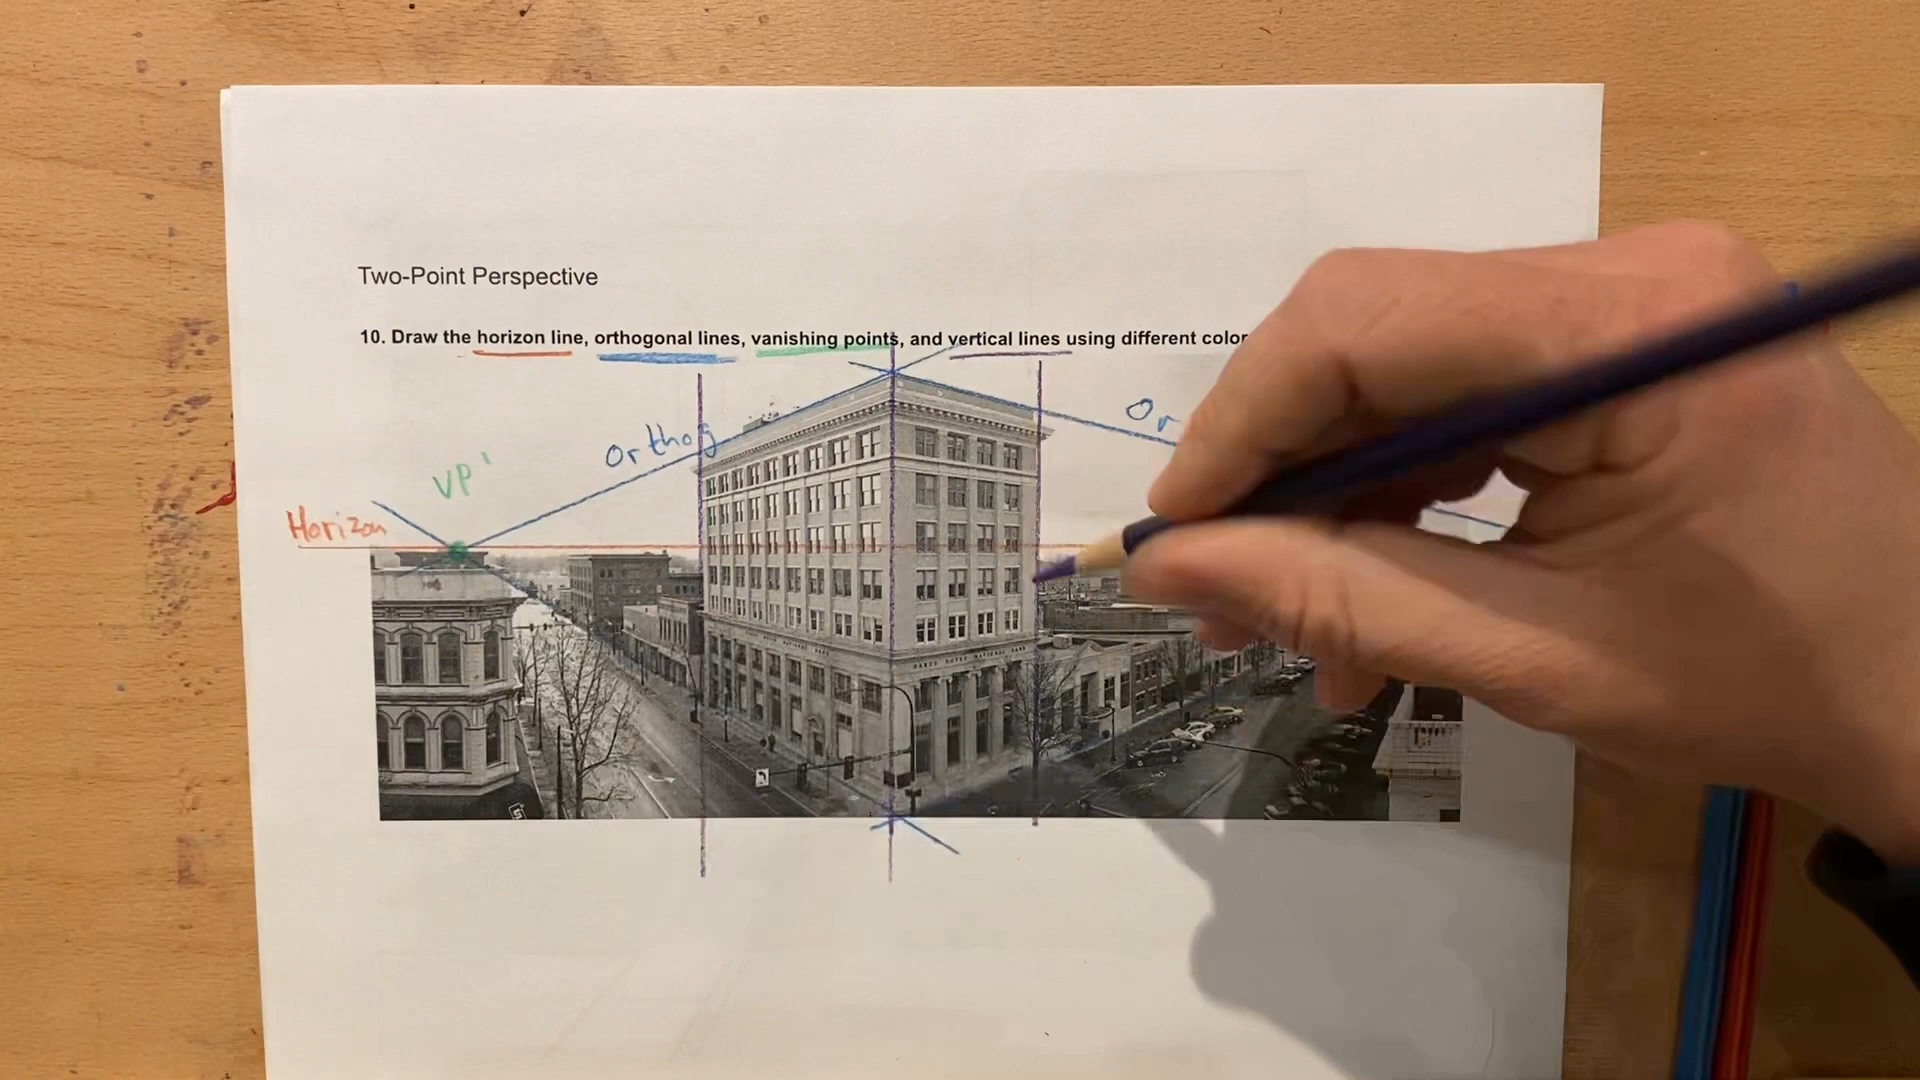 Two-Point Perspective
10. Draw the horizon line, orthogonal lines, vanishing points, and vertical lines using different color
Or
Orthog
VP'
Horizon